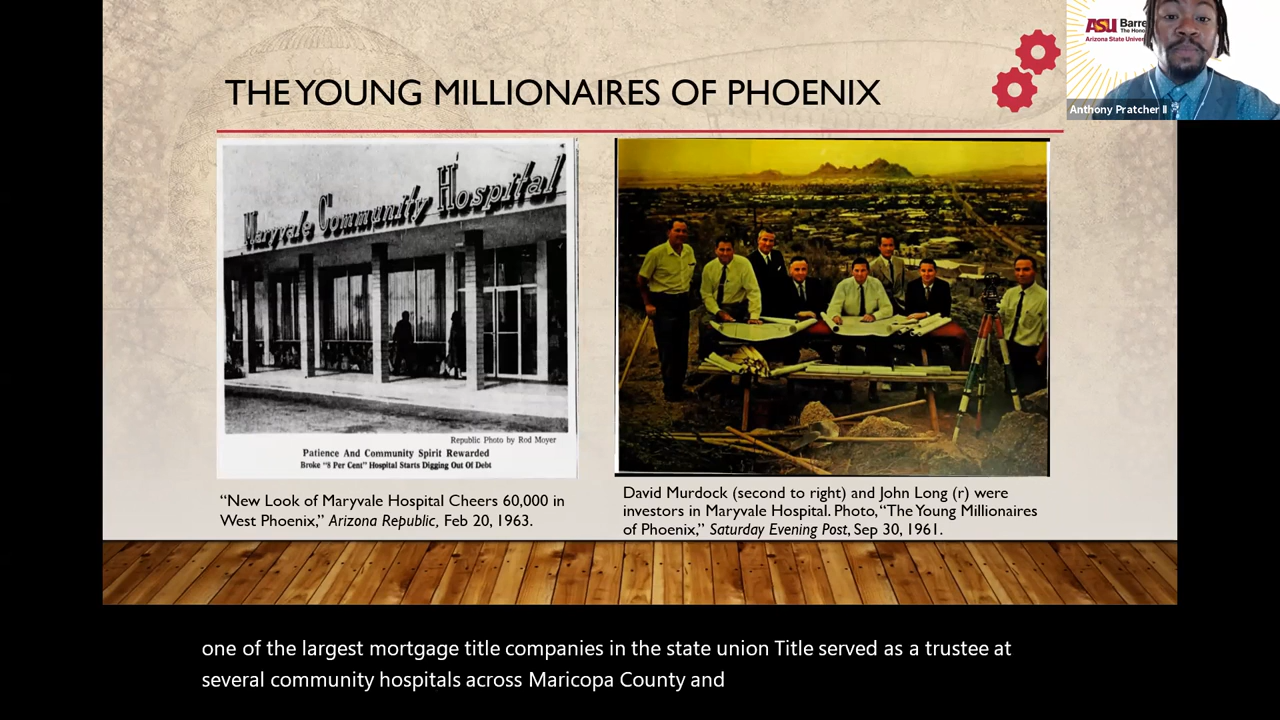 THE YOUNG MILLIONAIRES OF PHOENIX
ASU Barre
The Hono
Arizona State Univer
Anthony Pratcher II
Maryvale Community Hospital
Republic Photo by Rod Moyer
Patience And Community Spirit Rewarded
Broke "8 Per Cent" Hospital Starts Digging Out Of Debt
“New Look of Maryvale Hospital Cheers 60,000 in
West Phoenix,” Arizona Republic, Feb 20, 1963.
David Murdock (second to right) and John Long (r) were
investors in Maryvale Hospital. Photo, “The Young Millionaires
of Phoenix,” Saturday Evening Post, Sep 30, 1961.
one of the largest mortgage title companies in the state union Title served as a trustee at
several community hospitals across Maricopa County and